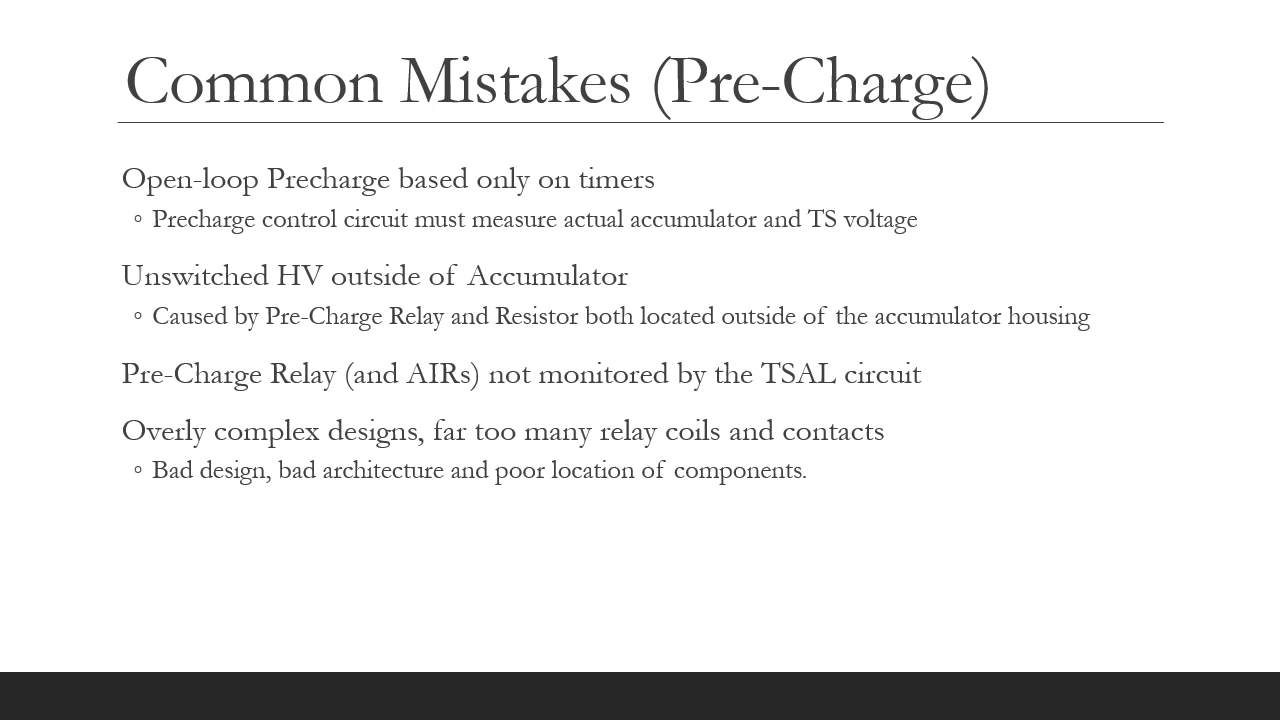 Common Mistakes (Pre-Charge)
Open-loop Precharge based only on timers
◦ Precharge control circuit must measure actual accumulator and TS voltage
Unswitched HV outside of Accumulator
◦ Caused by Pre-Charge Relay and Resistor both located outside of the accumulator housing
Pre-Charge Relay (and AIRs) not monitored by the TSAL circuit
Overly complex designs, far too many relay coils and contacts
◦ Bad design, bad architecture and poor location of components.